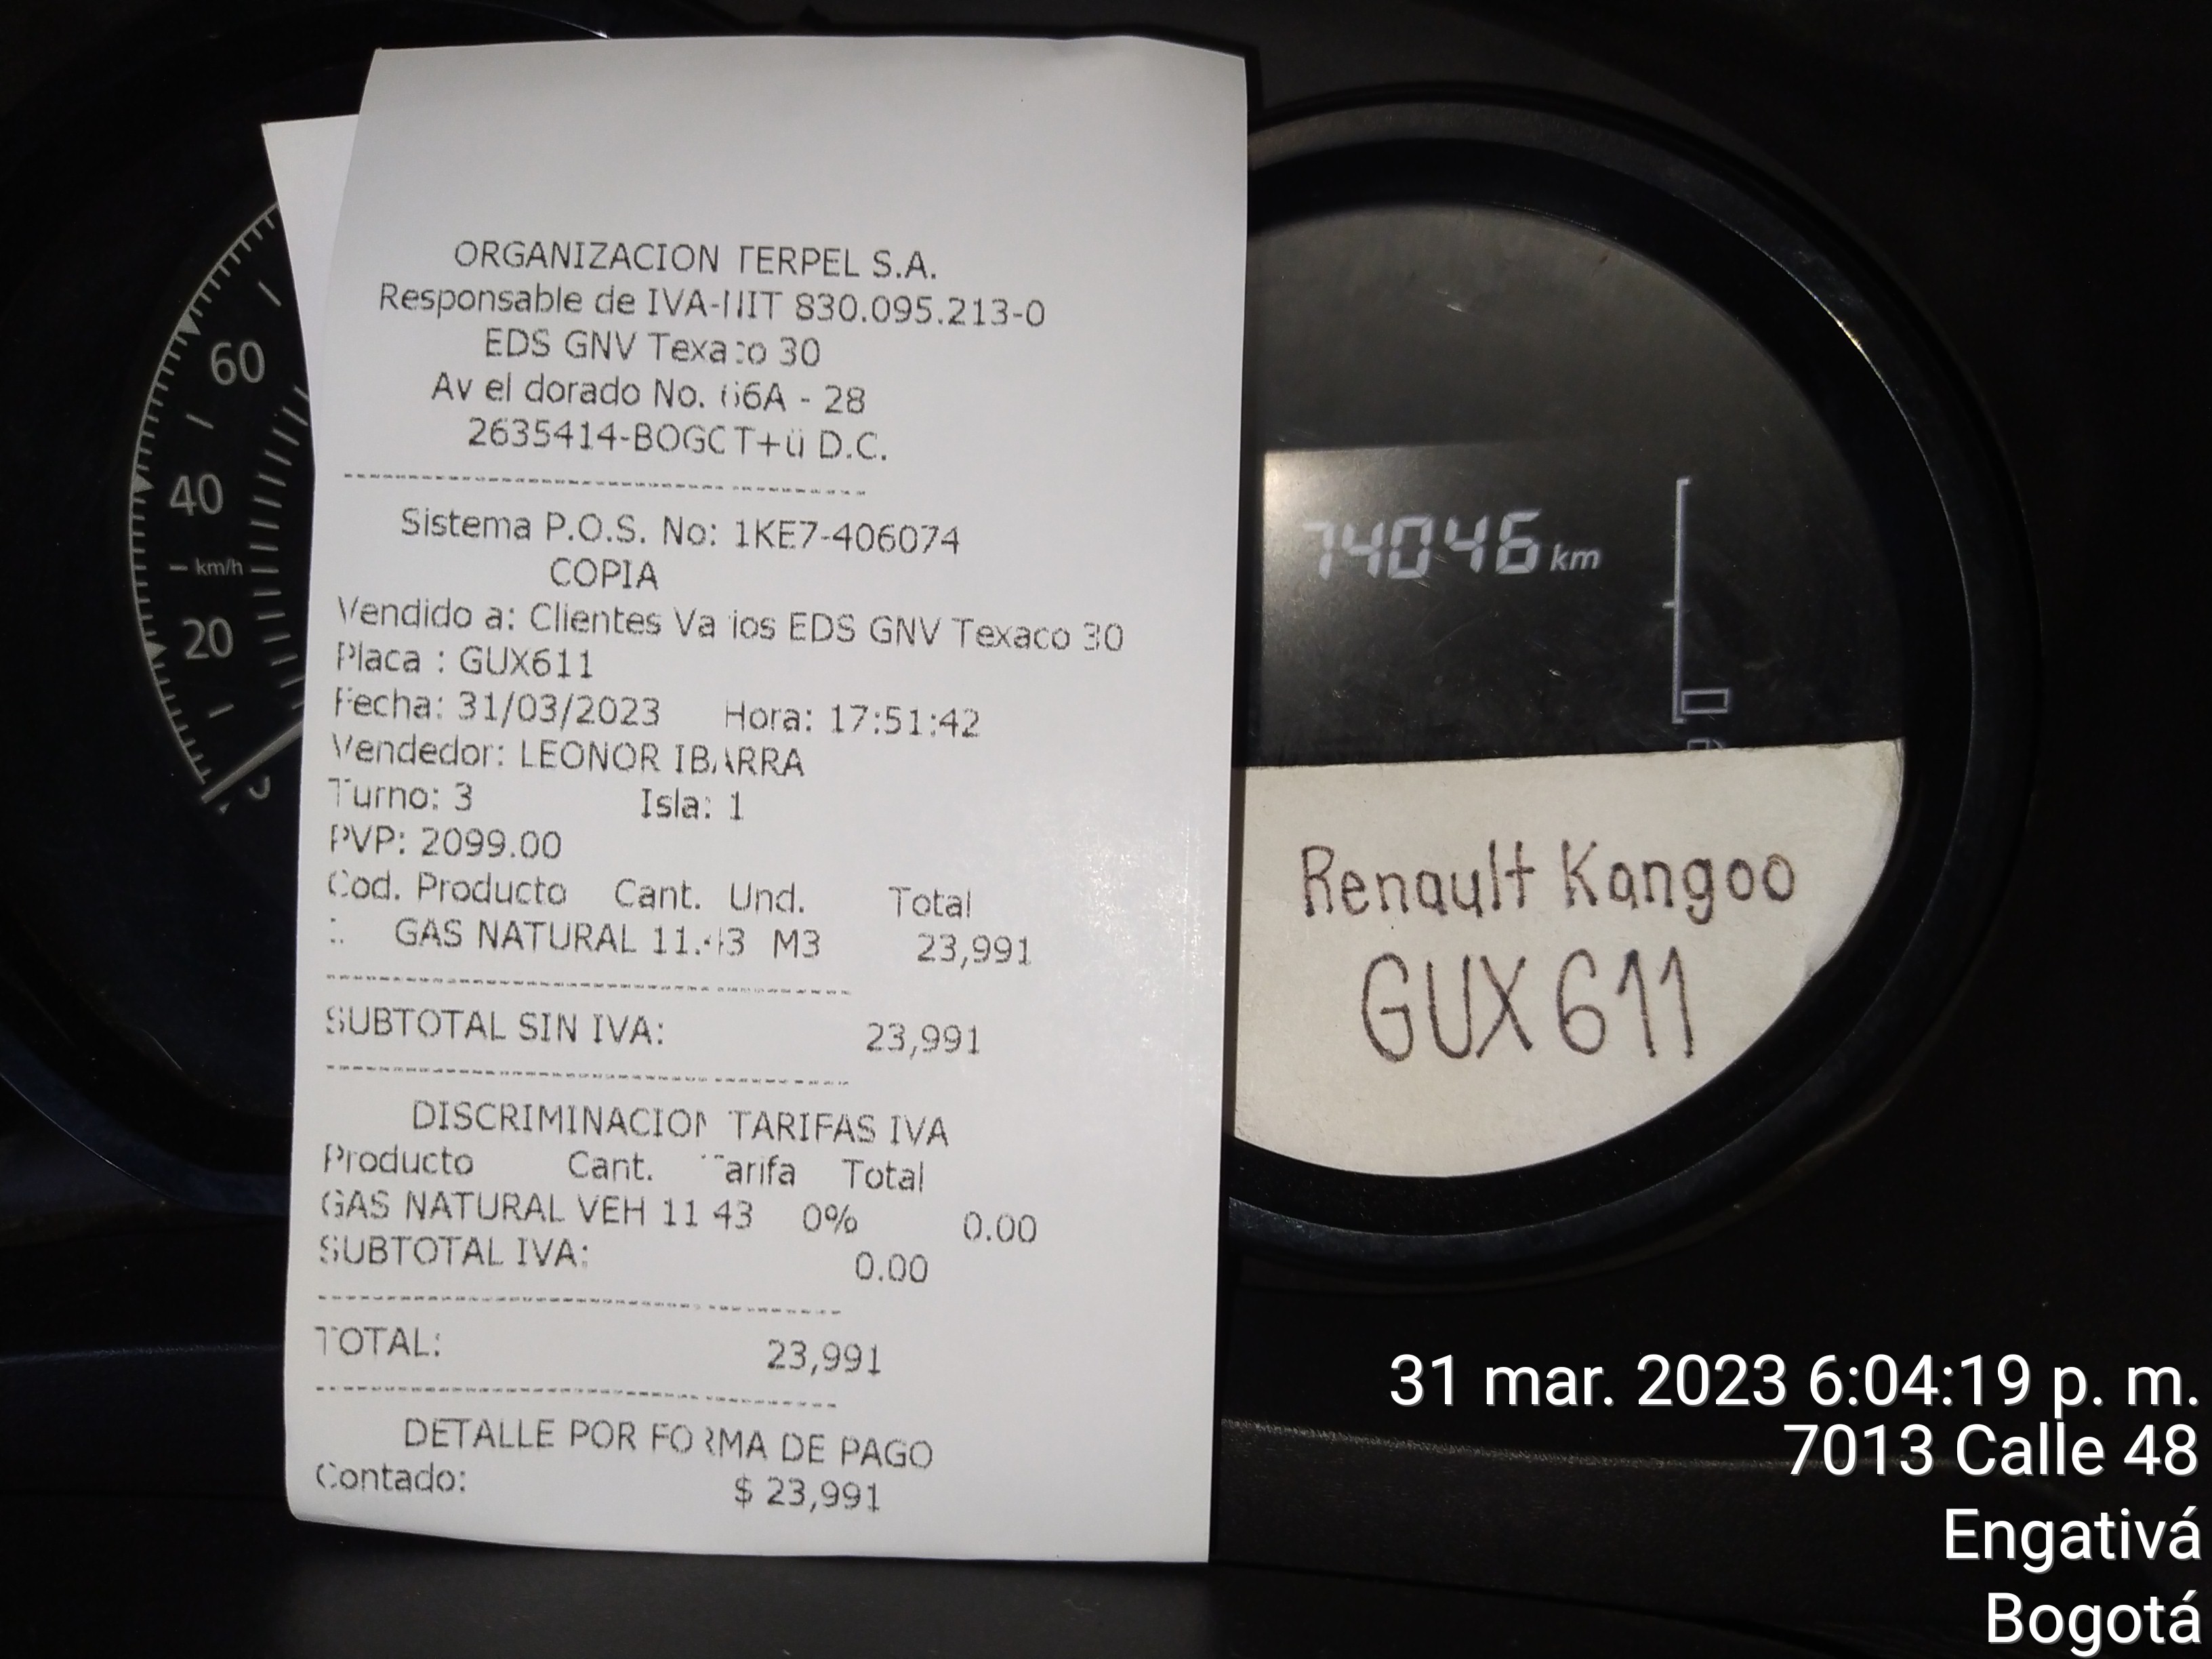 ORGANIZACION TERPEL S.A.
Responsable de IVA-NIT 830.095.213-0
EDS GNV Texaco 30
Av el dorado No. 66A - 28
2635414-BOGOT+ü D.C.
Sistema P.O.S. No: 1KE7-406074
COPIA
Vendido a: Clientes Varios EDS GNV Texaco 30
Placa : GUX611
Fecha: 31/03/2023 Hora: 17:51:42
Vendedor: LEONOR IBARRA
Turno: 3 Isla: 1
PVP: 2099.00
Cod. Producto Cant. Und. Total
GAS NATURAL 11.43 M3 23,991
SUBTOTAL SIN IVA: 23,991
DISCRIMINACION TARIFAS IVA
Producto Cant. Tarifa Total
GAS NATURAL VEH 11.43 0% 0.00
SUBTOTAL IVA: 0.00
TOTAL: 23,991
DETALLE POR FORMA DE PAGO
Contado: $ 23,991
60
40
km/h
20
74046 km
Renault Kangoo
GUX611
31 mar. 2023 6:04:19 p. m.
7013 Calle 48
Engativá
Bogotá